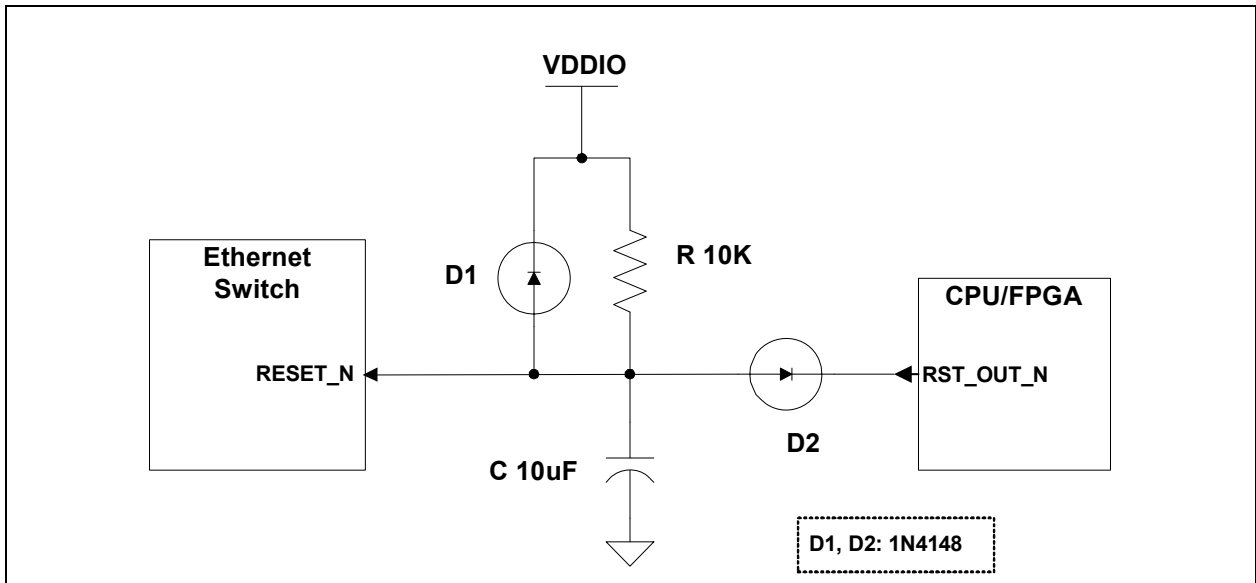 VDDIO
Ethernet
Switch
D1
R 10K
CPU/FPGA
RESET_N
RST_OUT_N
D2
C 10uF
D1, D2: 1N4148